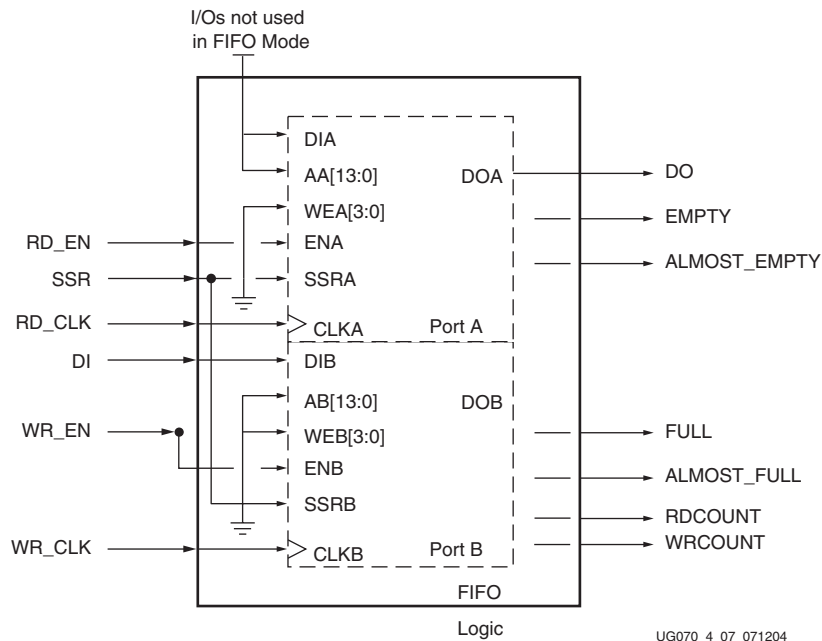 I/Os not used
in FIFO Mode
DIA
AA[13:0]
DOA
DO
WEA[3:0]
EMPTY
RD_EN
ENA
ALMOST_EMPTY
SSR
SSRA
RD_CLK
CLKA
Port A
DI
DIB
AB[13:0]
DOB
WR_EN
WEB[3:0]
FULL
ENB
ALMOST_FULL
SSRB
RDCOUNT
WR_CLK
CLKB
Port B
WRCOUNT
FIFO
Logic
UG070_4_07_071204